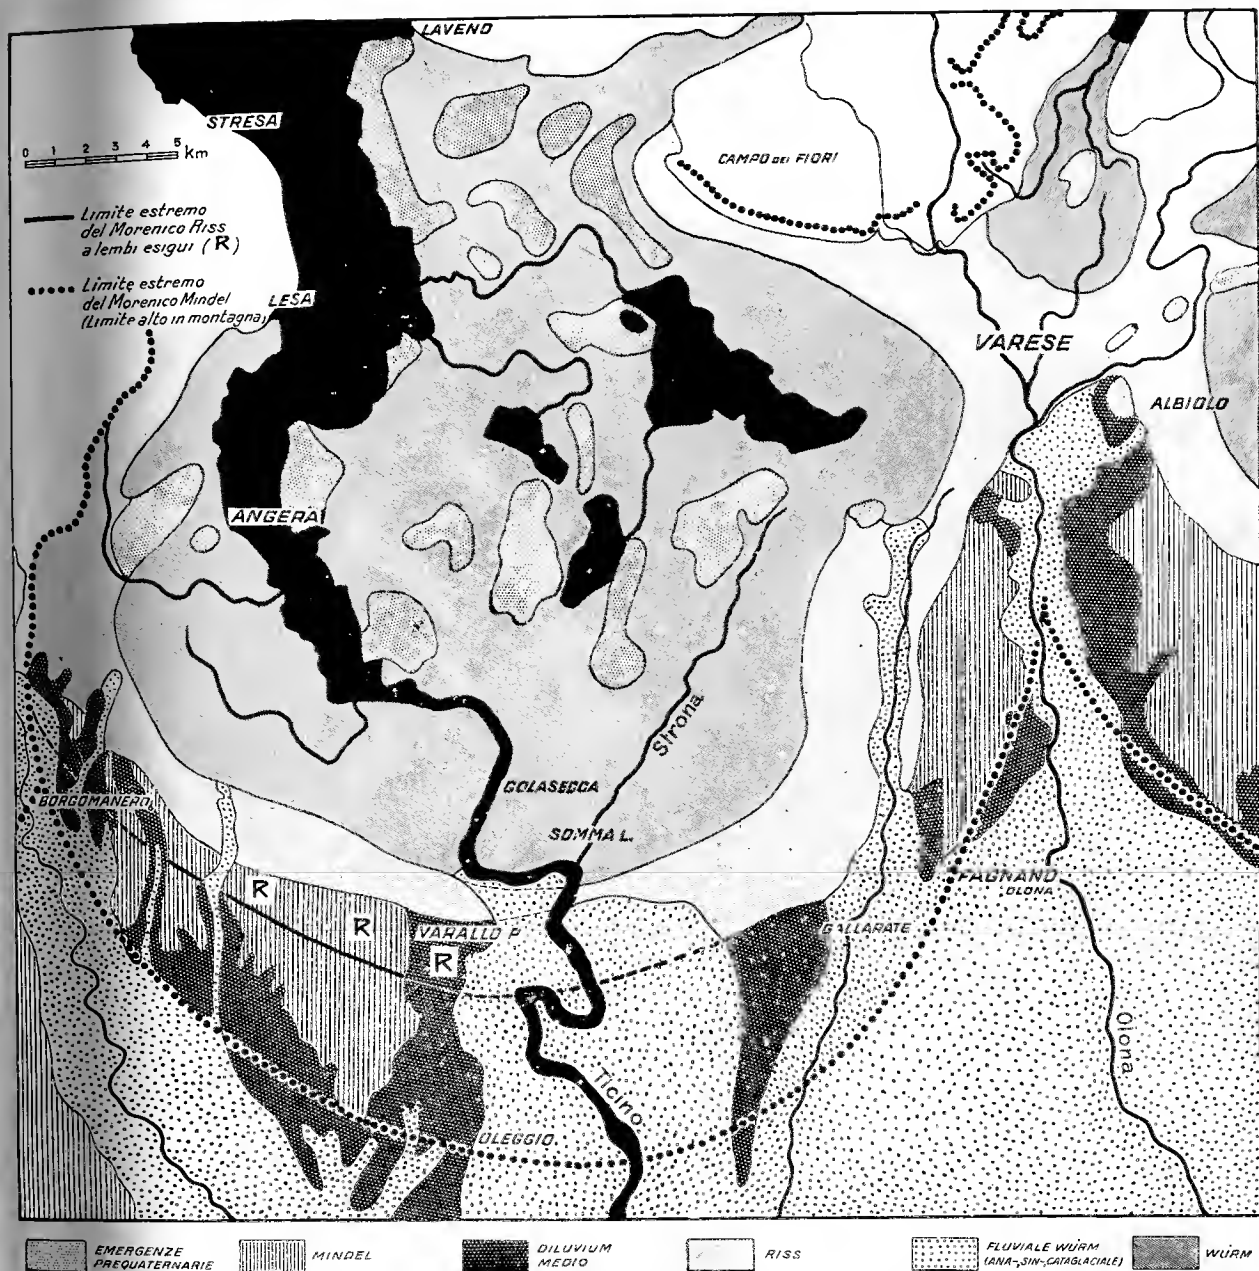 LAVENO
STRESA
0 1 2 3 4 5 Km
CAMPO DEI FIORI
Limite estremo
del Morenico Riss
a lembi esigui (R)
Limite estremo
del Morenico Mindel
(Limite alto in montagna)
LESA
VARESE
ALBIOLO
ANGERA
Strona
GOLASECCA
BORGOMANERO
SOMMA L.
FAGNANO
OLONA
R
R
VARALLO P.
GALLARATE
R
Olona
Ticino
OLEGGIO
EMERGENZE
PREQUATERNARIE
MINDEL
DILUVIUM
MEDIO
RISS
FLUVIALE WÜRM
(ANA-, SIN-, CATAGLACIALE)
WÜRM